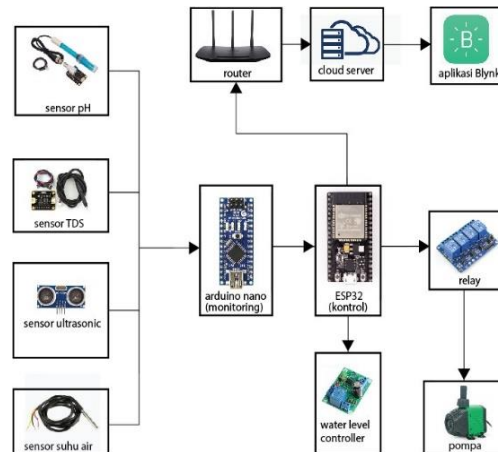 sensor pH
router
cloud server
aplikasi Blynk
sensor TDS
arduino nano
(monitoring)
ESP32
(kontrol)
relay
sensor ultrasonic
water level
controller
sensor suhu air
pompa